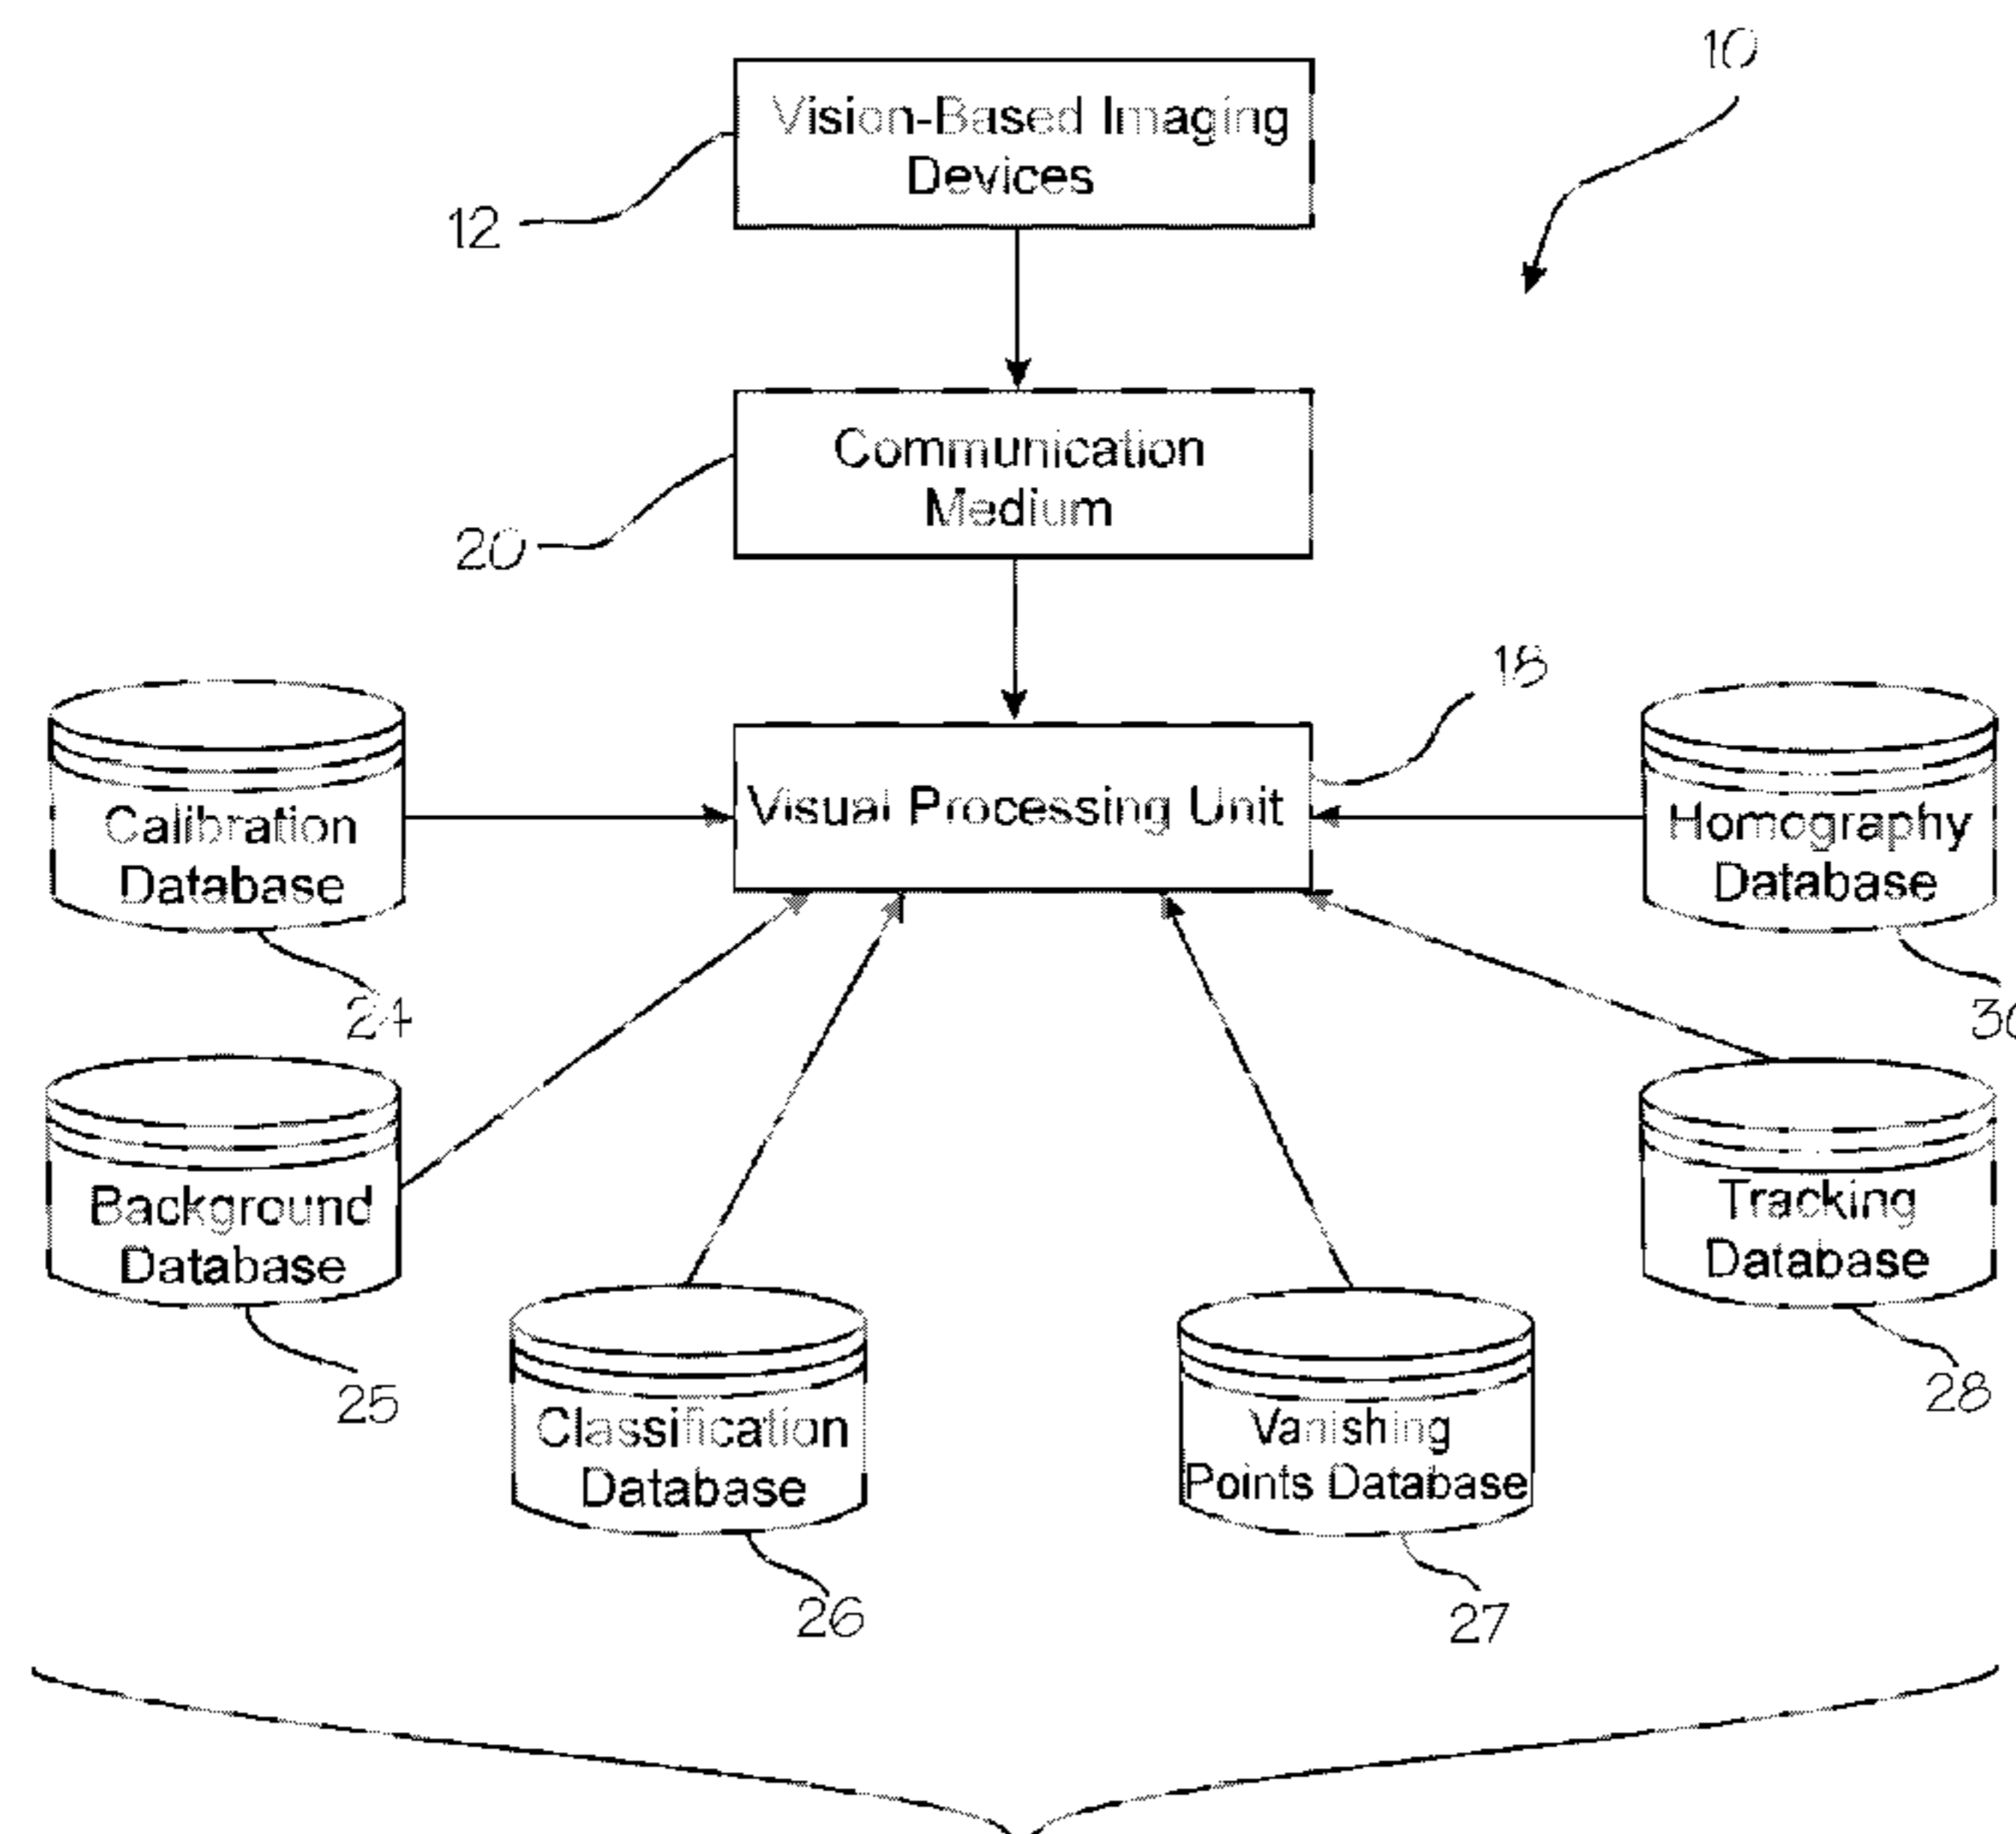 10
Vision-Based Imaging
Devices
12
Communication
Medium
20
18
Visual Processing Unit
Calibration
Database
24
Homography
Database
Background
Database
25
Tracking
Database
28
Classification
Database
26
Vanishing
Points Database
27